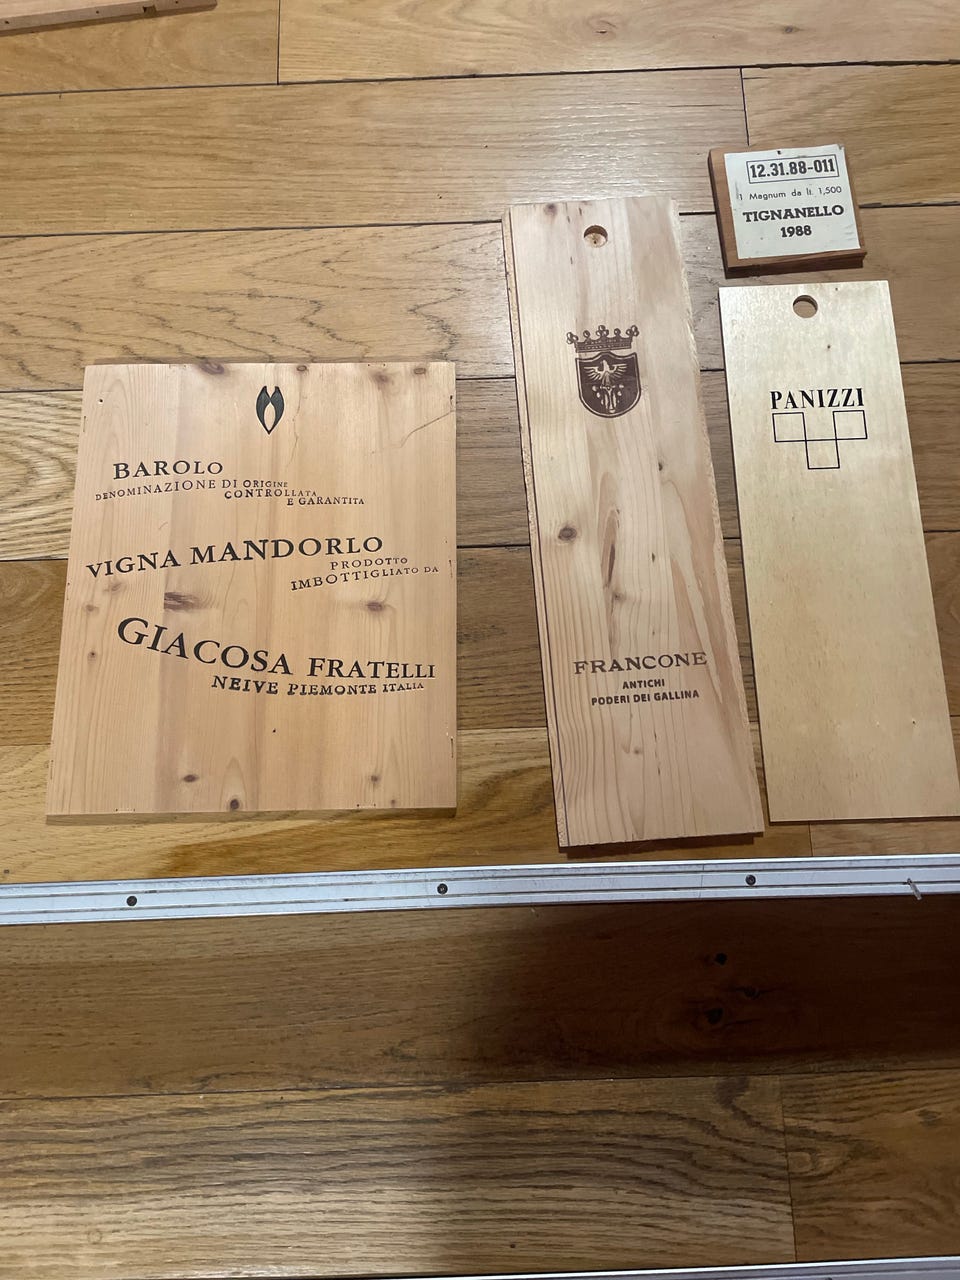 BAROLO
DENOMINAZIONE DI ORIGINE
CONTROLLATA
E GARANTITA
VIGNA MANDORLO
PRODOTTO
IMBOTTIGLIATO DA
GIACOSA FRATELLI
NEIVE PIEMONTE ITALIA
FRANCONE
ANTICHI
PODERI DEI GALLINA
12.31.88-011
1 Magnum da lt. 1,500
TIGNANELLO
1988
PANIZZI